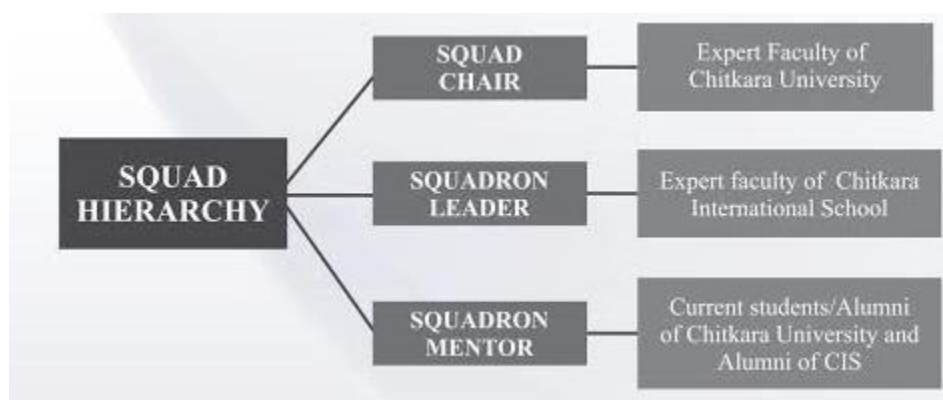 SQUAD
HIERARCHY
SQUAD
CHAIR
Expert Faculty of
Chitkara University
SQUADRON
LEADER
Expert faculty of Chitkara
International School
SQUADRON
MENTOR
Current students/Alumni
of Chitkara University and
Alumni of CIS